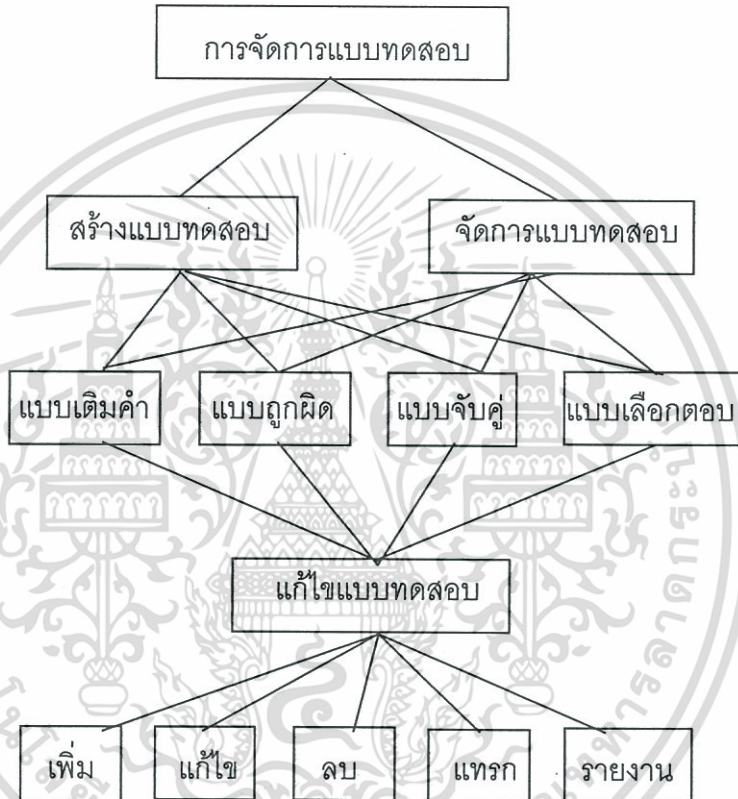 การจัดการแบบทดสอบ
สร้างแบบทดสอบ จัดการแบบทดสอบ
แบบเติมคำ แบบถูกผิด แบบจับคู่ แบบเลือกตอบ
แก้ไขแบบทดสอบ
เพิ่ม แก้ไข ลบ แทรก รายงาน